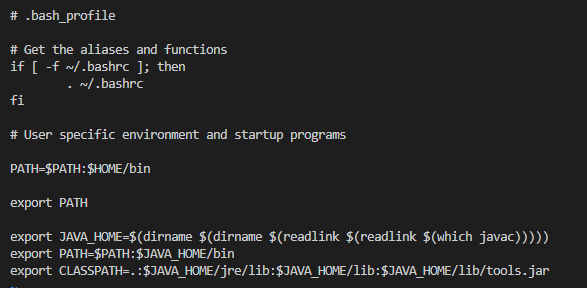 # .bash_profile
# Get the aliases and functions
if [ -f ~/.bashrc ]; then
        . ~/.bashrc
fi
# User specific environment and startup programs
PATH=$PATH:$HOME/bin
export PATH
export JAVA_HOME=$(dirname $(dirname $(readlink $(readlink $(which javac)))))
export PATH=$PATH:$JAVA_HOME/bin
export CLASSPATH=.:$JAVA_HOME/jre/lib:$JAVA_HOME/lib:$JAVA_HOME/lib/tools.jar